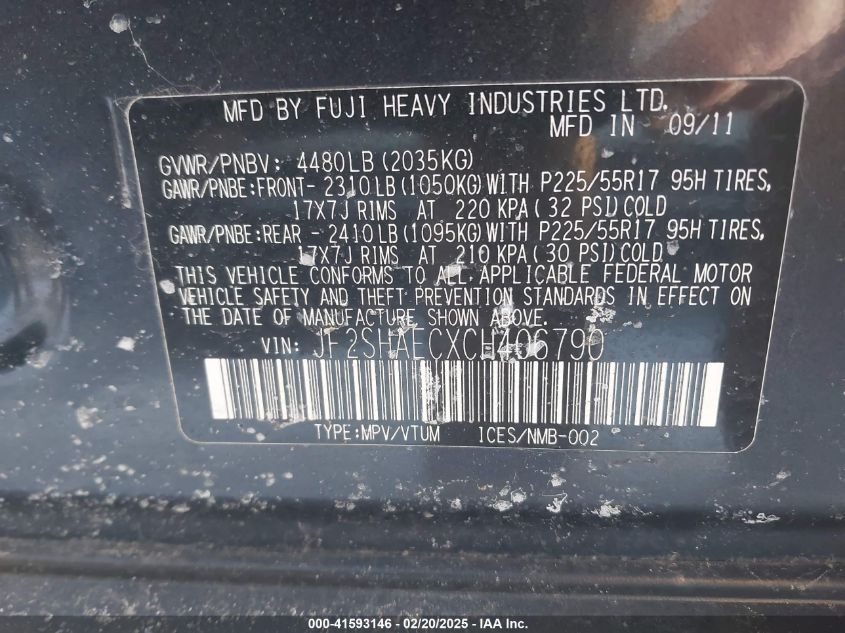 MFD BY FUJI HEAVY INDUSTRIES LTD.
MFD IN 09/11
GVWR/PNBV: 4480LB (2035KG)
GAWR/PNBE:FRONT- 2310LB (1050KG) WITH P225/55R17 95H TIRES,
17X7J RIMS AT 220 KPA ( 32 PSI) COLD
GAWR/PNBE:REAR - 2410LB (1095KG) WITH P225/55R17 95H TIRES,
17X7J RIMS AT 210 KPA ( 30 PSI) COLD
THIS VEHICLE CONFORMS TO ALL APPLICABLE FEDERAL MOTOR
VEHICLE SAFETY AND THEFT PREVENTION STANDARDS IN EFFECT ON
THE DATE OF MANUFACTURE SHOWN ABOVE.
VIN: JF2SHAECXCG406790
TYPE:MPV/VTUM ICES/NMB-002
000-41593146 — 02/20/2025 — IAAI.com